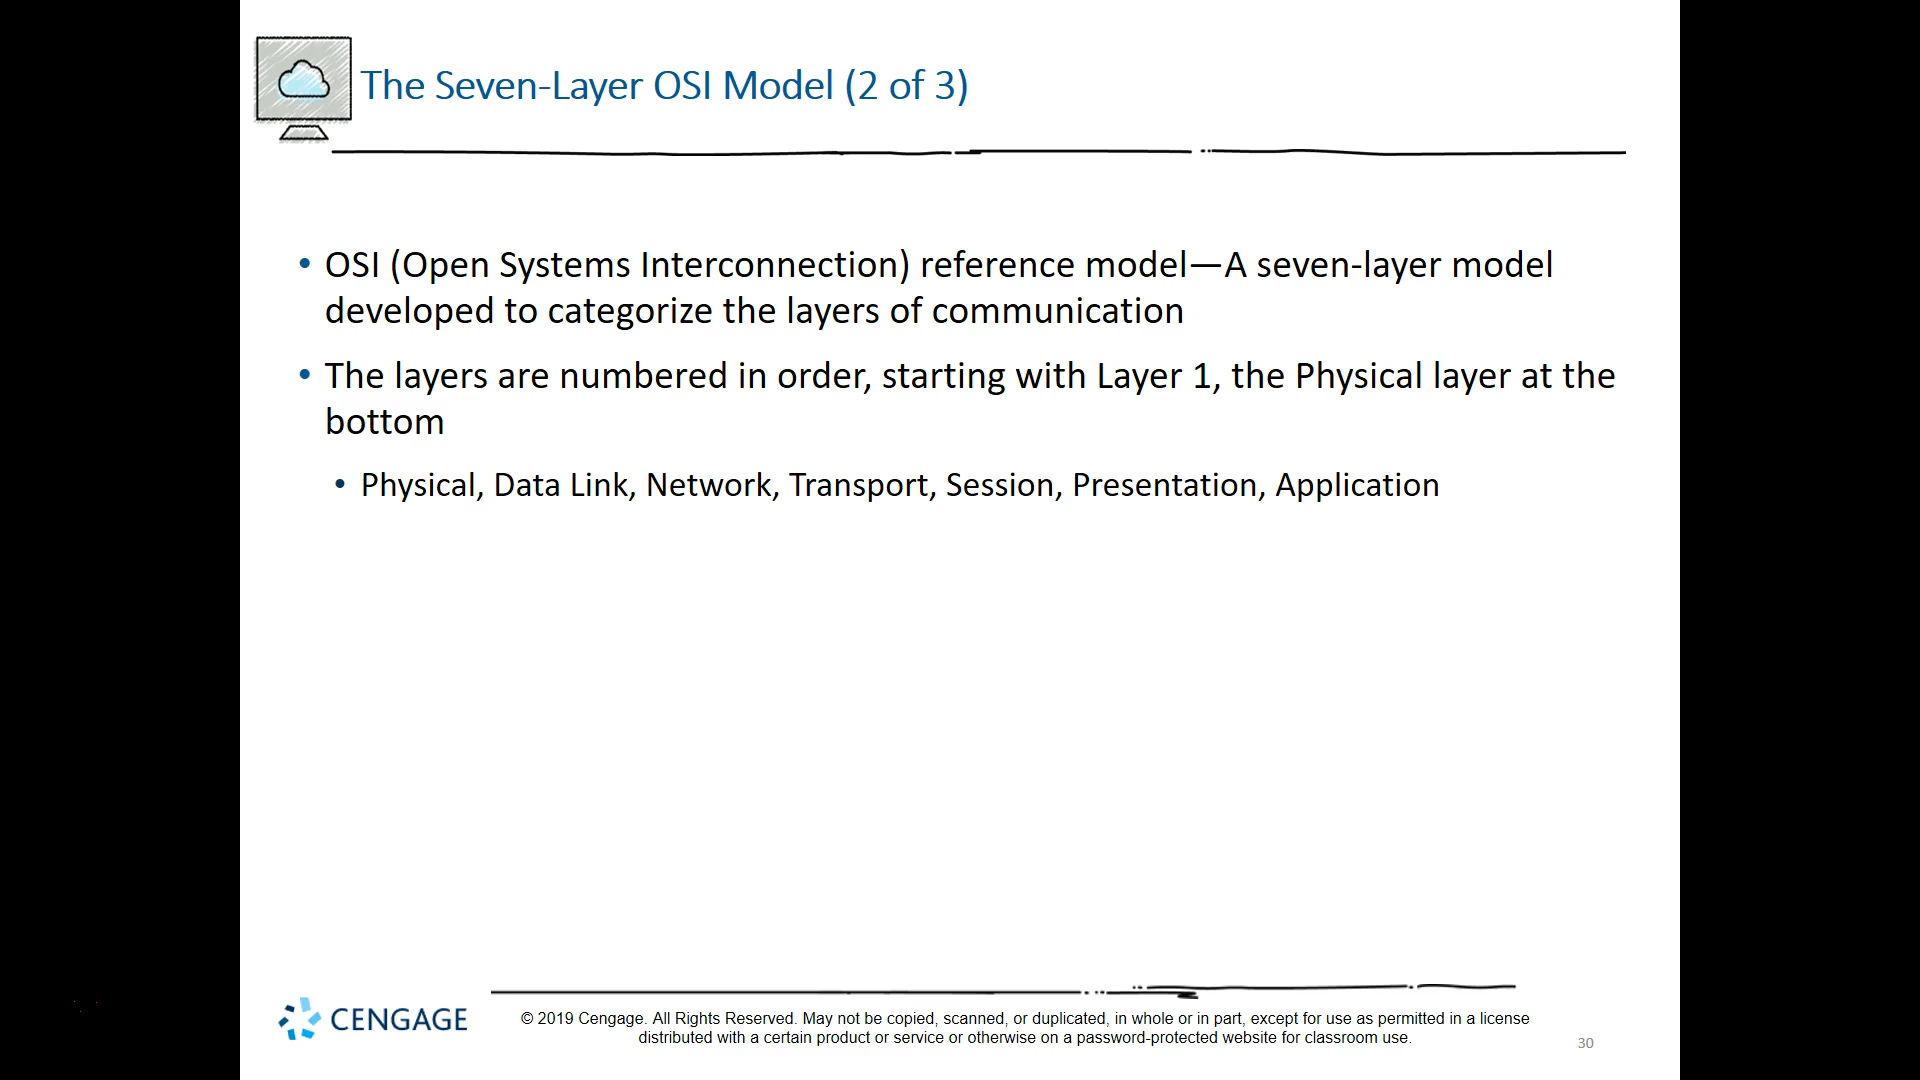 The Seven-Layer OSI Model (2 of 3)
• OSI (Open Systems Interconnection) reference model—A seven-layer model
developed to categorize the layers of communication
• The layers are numbered in order, starting with Layer 1, the Physical layer at the
bottom
• Physical, Data Link, Network, Transport, Session, Presentation, Application
CENGAGE
© 2019 Cengage. All Rights Reserved. May not be copied, scanned, or duplicated, in whole or in part, except for use as permitted in a license
distributed with a certain product or service or otherwise on a password-protected website for classroom use.
30